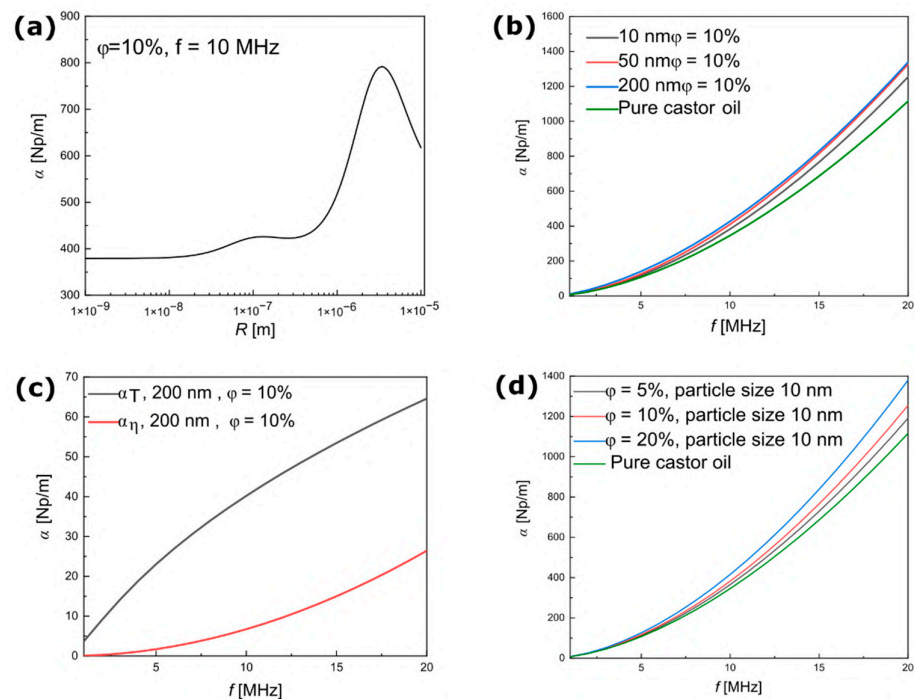 (a)
φ=10%, f = 10 MHz
α [Np/m]
900
800
700
600
500
400
300
1×10⁻⁹
1×10⁻⁸
1×10⁻⁷
1×10⁻⁶
1×10⁻⁵
R [m]
(b)
10 nmφ = 10%
50 nmφ = 10%
200 nmφ = 10%
Pure castor oil
α [Np/m]
1600
1400
1200
1000
800
600
400
200
0
5
10
15
20
f [MHz]
(c)
αT, 200 nm , φ = 10%
αη, 200 nm , φ = 10%
α [Np/m]
70
60
50
40
30
20
10
0
5
10
15
20
f [MHz]
(d)
φ = 5%, particle size 10 nm
φ = 10%, particle size 10 nm
φ = 20%, particle size 10 nm
Pure castor oil
α [Np/m]
1400
1200
1000
800
600
400
200
0
5
10
15
20
f [MHz]